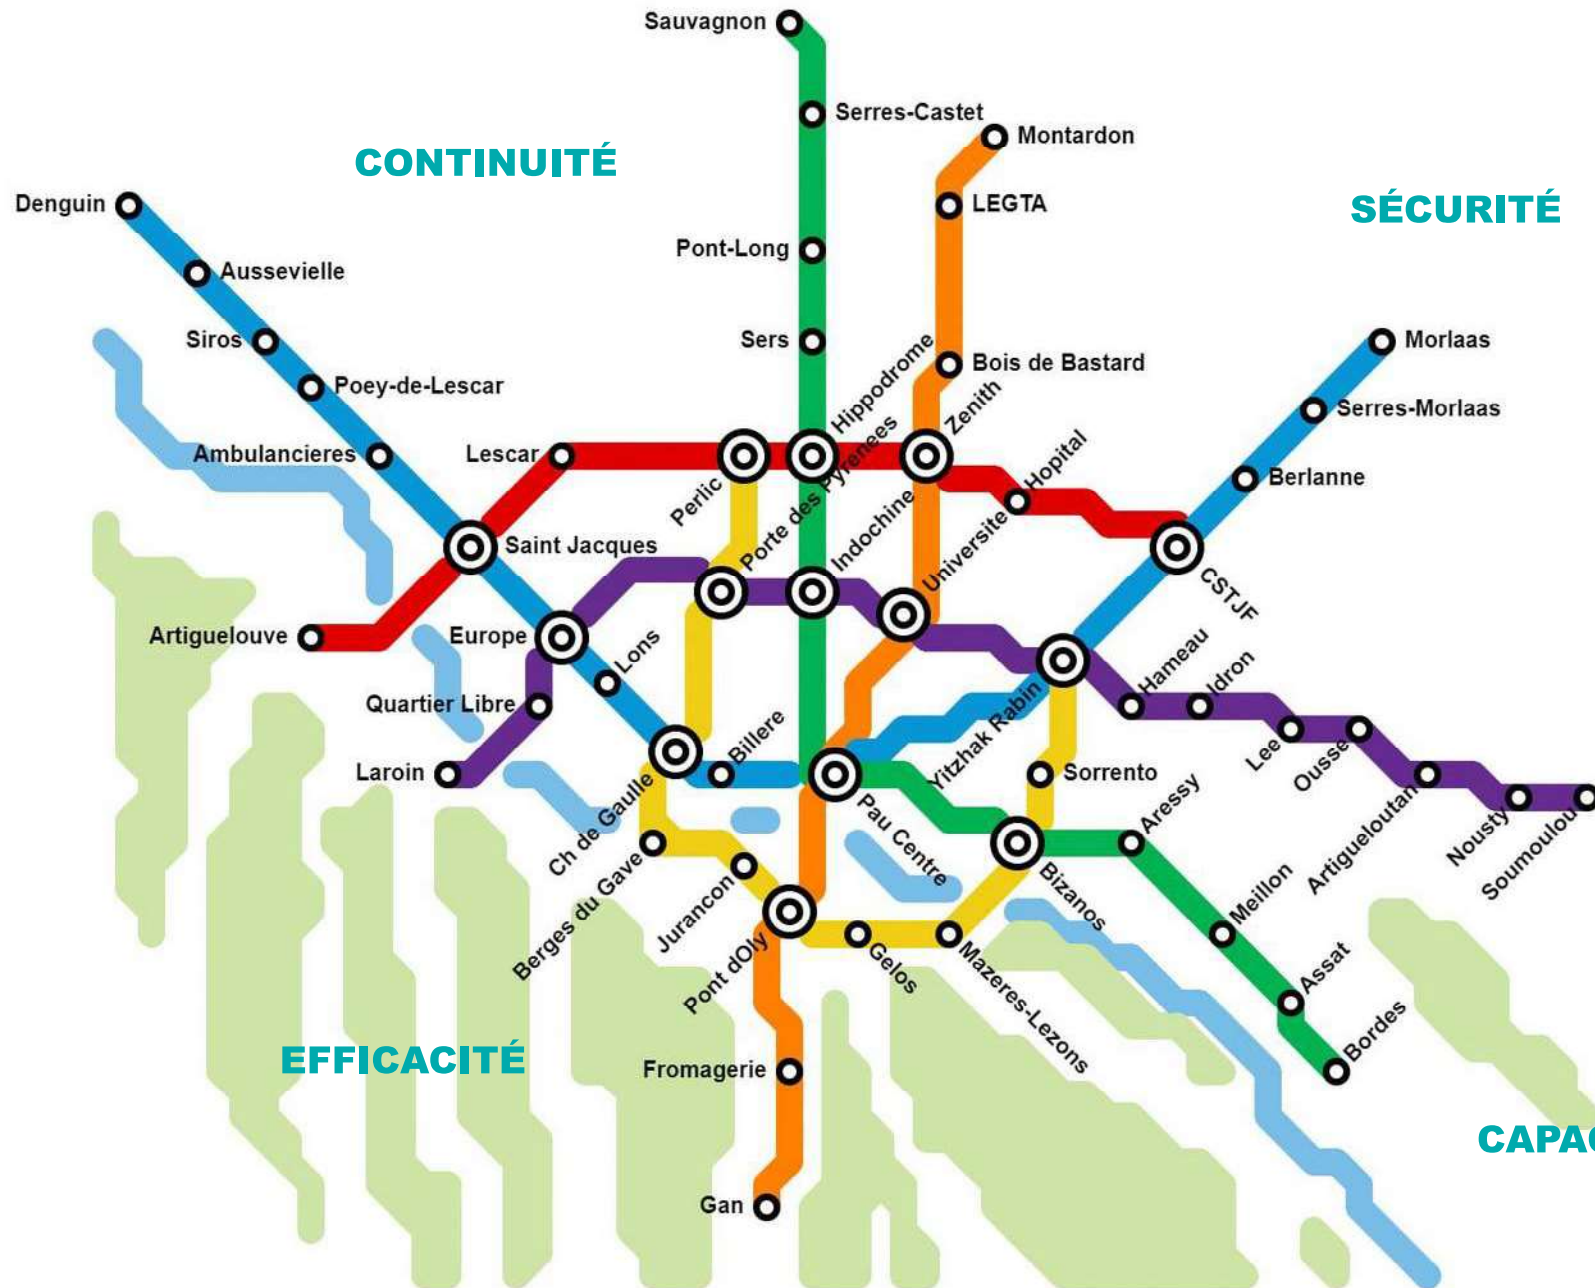 Sauvagnon
Serres-Castet
Montardon
CONTINUITÉ
Denguin
LEGTA
SÉCURITÉ
Pont-Long
Aussevielle
Siros
Sers
Hippodrome
Morlaas
Bois de Bastard
Poey-de-Lescar
Zenith
Serres-Morlaas
Ambulancieres
Lescar
Perlic
Porte des Pyrenees
Hopital
Berlanne
Saint Jacques
Indochine
Universite
CSTJF
Artiguelouve
Europe
Lons
Hameau
Idron
Quartier Libre
Billere
Yitzhak Rabin
Lee
Ousse
Laroin
Ch de Gaulle
Pau Centre
Sorrento
Aressy
Artigueloutan
Nousty
Soumoulou
Berges du Gave
Jurancon
Bizanos
Meillon
Pont dOly
Gelos
Mazeres-Lezons
Assat
Bordes
EFFICACITÉ
Fromagerie
CAPAC
Gan